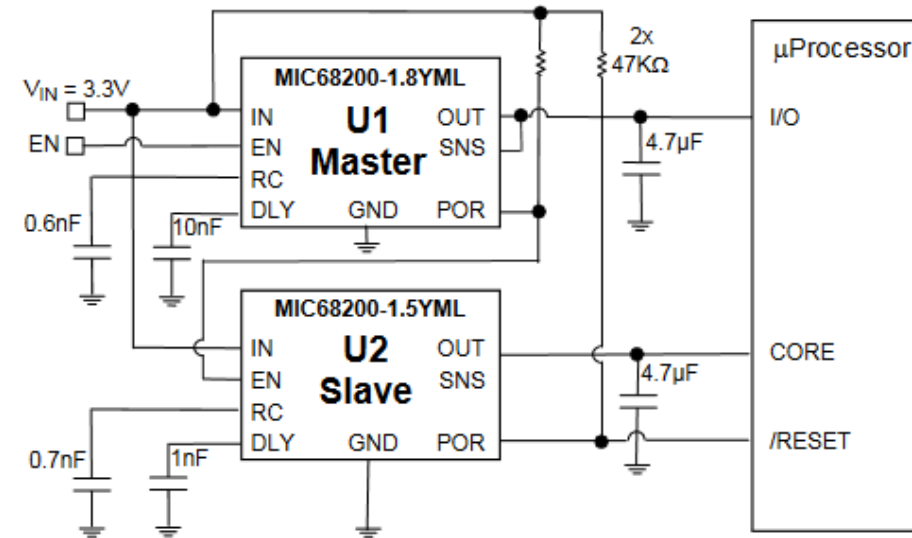 2x
47KΩ
µProcessor
V_IN = 3.3V
EN
MIC68200-1.8YML
U1
Master
IN
EN
RC
DLY
GND
OUT
SNS
POR
0.6nF
10nF
4.7µF
I/O
MIC68200-1.5YML
U2
Slave
IN
EN
RC
DLY
GND
OUT
SNS
POR
0.7nF
1nF
4.7µF
CORE
/RESET